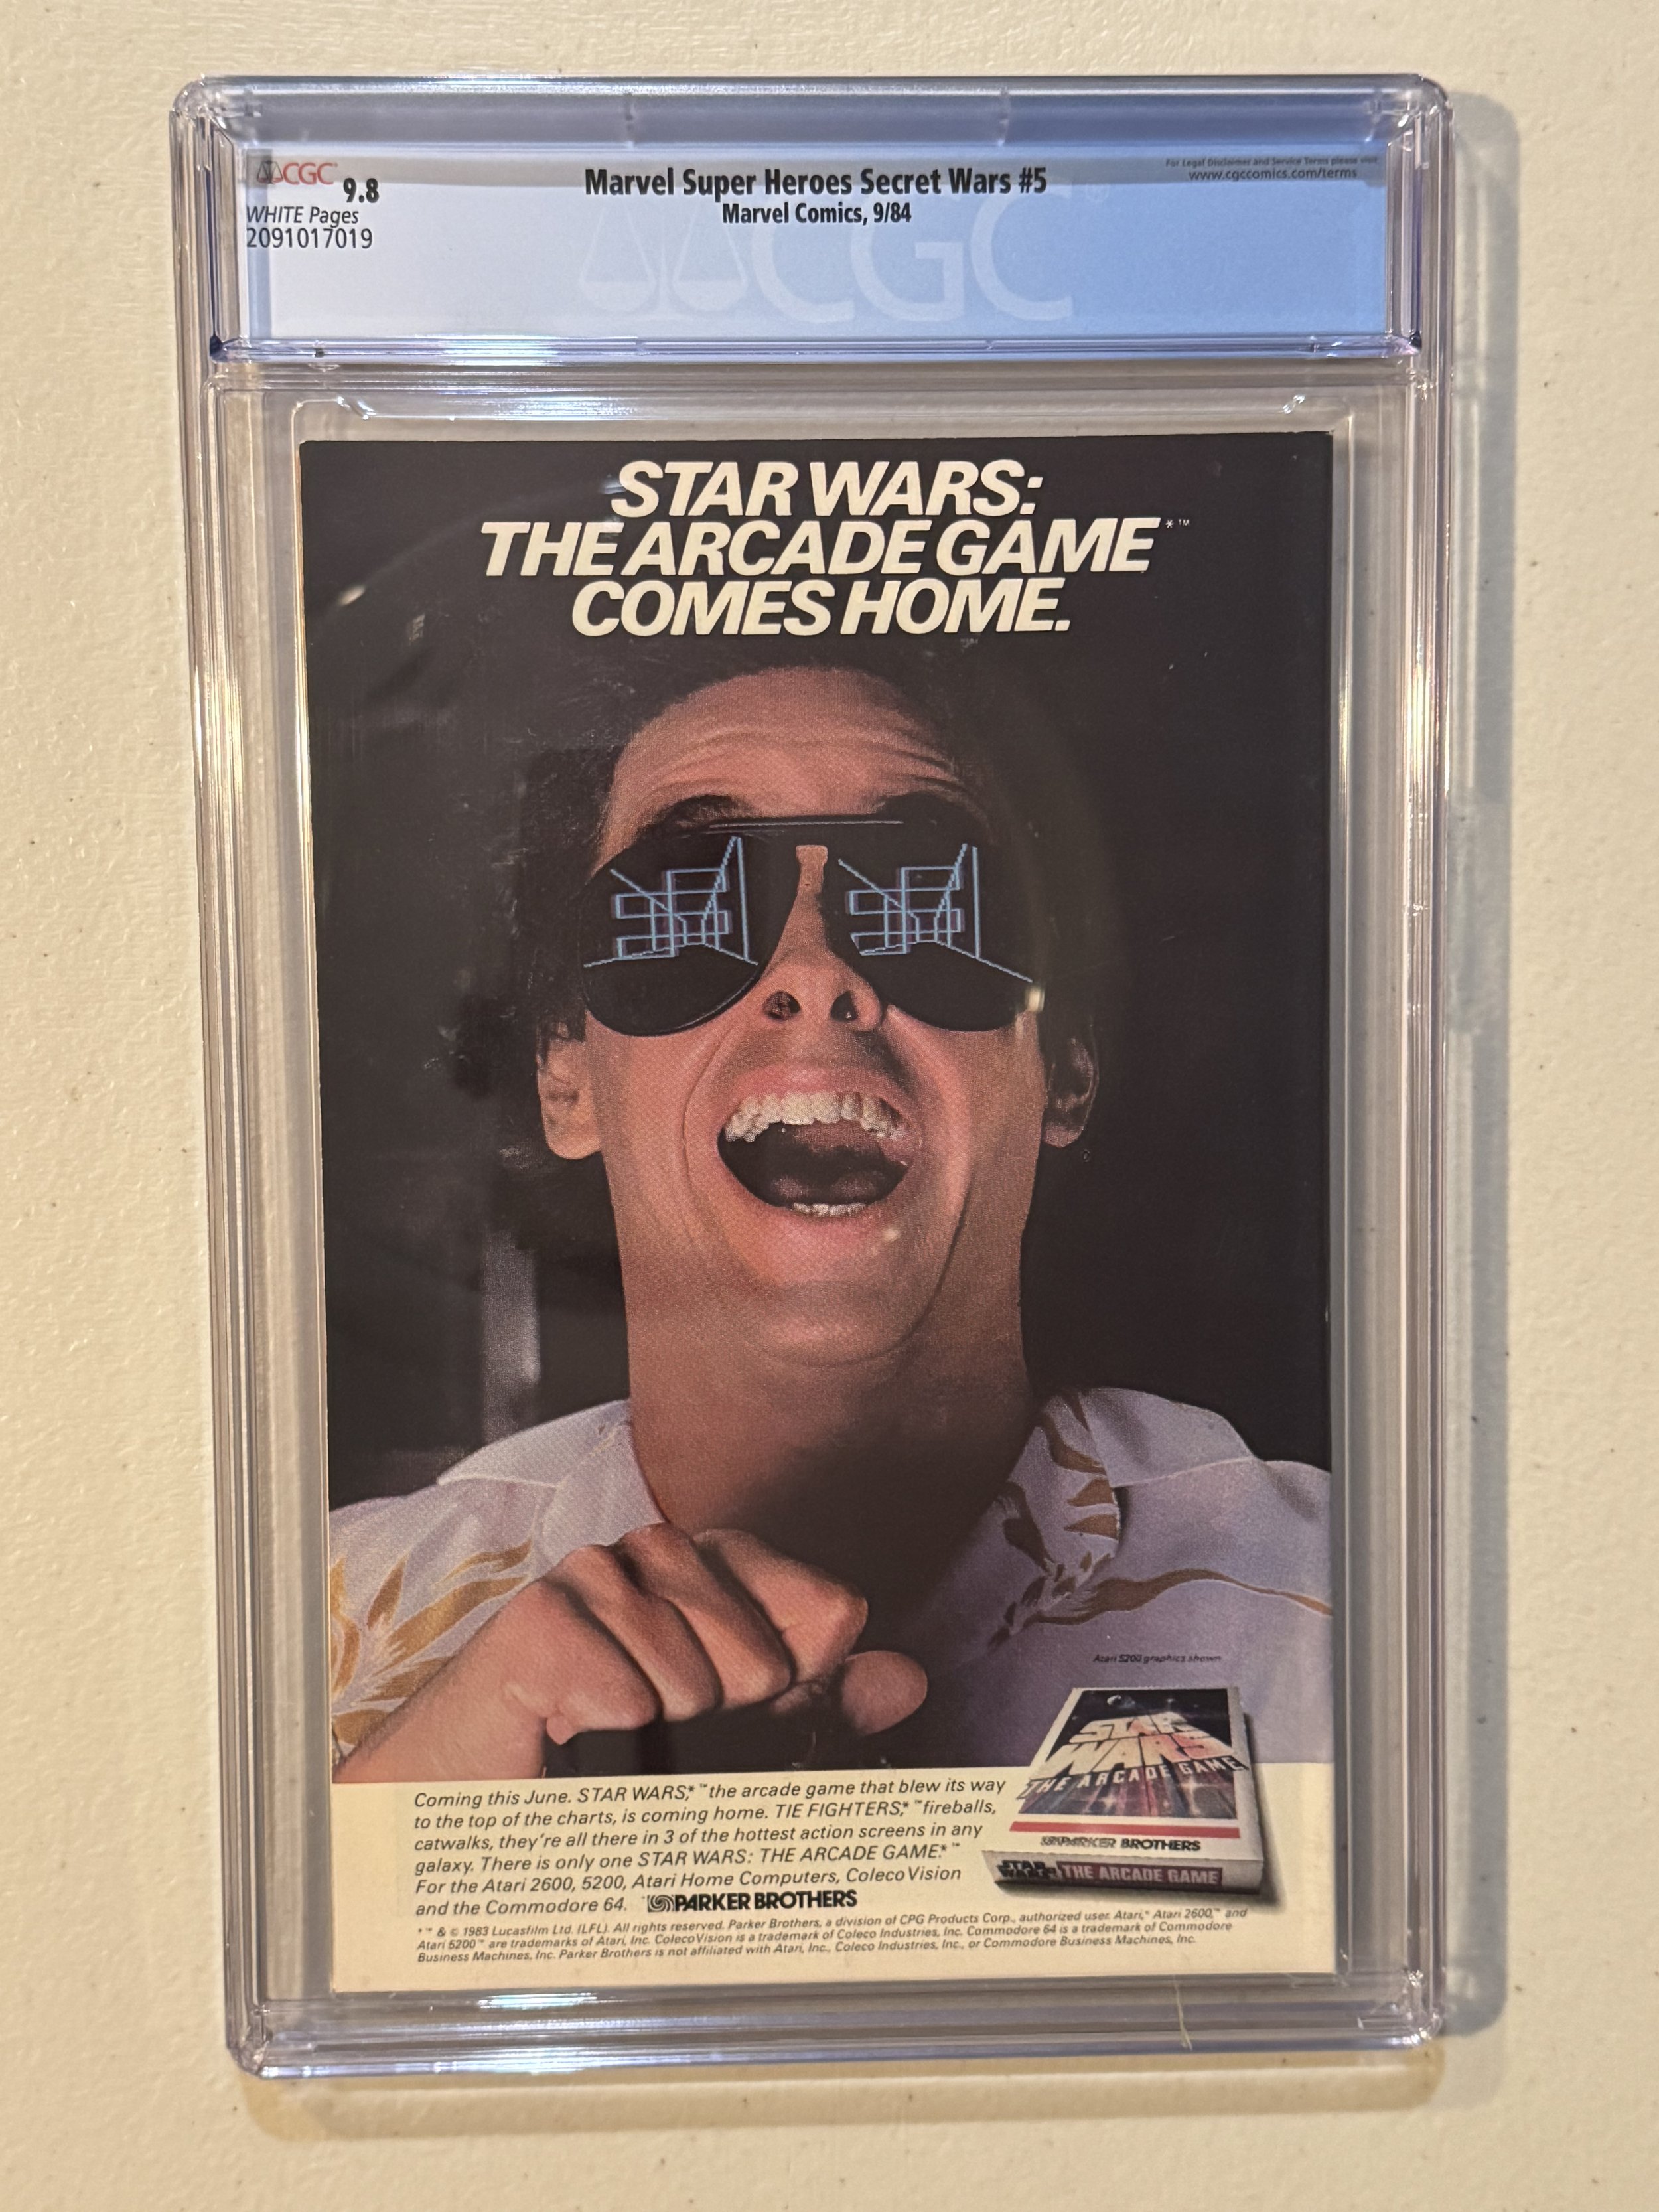 CGC
9.8
WHITE Pages
2091017019
Marvel Super Heroes Secret Wars #5
Marvel Comics, 9/84
For Legal Disclaimer and Service Terms please visit
www.cgccomics.com/terms
CGC
STAR WARS:
THE ARCADE GAME*™
COMES HOME.
Atari 5200 graphics shown
STAR
WARS
THE ARCADE GAME
PARKER BROTHERS
STAR WARS THE ARCADE GAME
Coming this June. STAR WARS,*™ the arcade game that blew its way
to the top of the charts, is coming home. TIE FIGHTERS,*™ fireballs,
catwalks, they're all there in 3 of the hottest action screens in any
galaxy. There is only one STAR WARS: THE ARCADE GAME.*™
For the Atari 2600, 5200, Atari Home Computers, ColecoVision
and the Commodore 64. PARKER BROTHERS
*™ & © 1983 Lucasfilm Ltd. (LFL). All rights reserved. Parker Brothers, a division of CPG Products Corp., authorized user. Atari,* Atari 2600,™ and
Atari 5200™ are trademarks of Atari, Inc. ColecoVision is a trademark of Coleco Industries, Inc. Commodore 64 is a trademark of Commodore
Business Machines, Inc. Parker Brothers is not affiliated with Atari, Inc., Coleco Industries, Inc., or Commodore Business Machines, Inc.